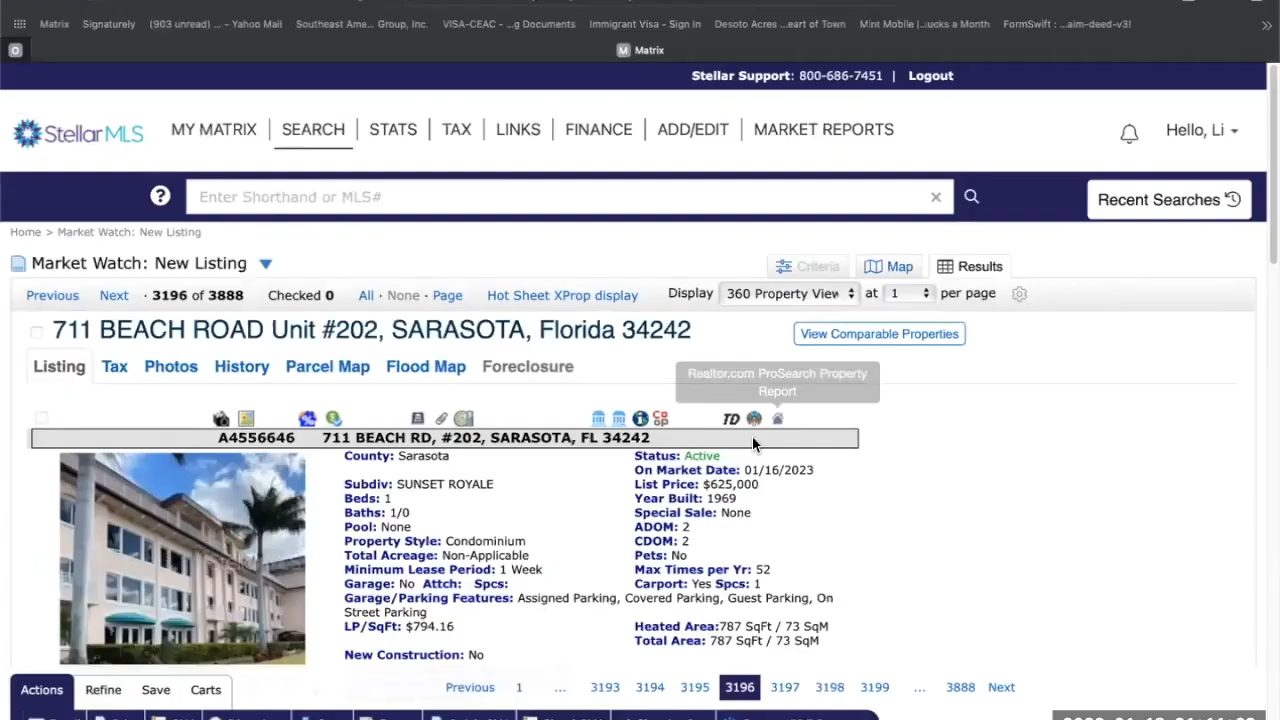 Matrix Signaturely (903 unread) ... - Yahoo Mail Southeast Ame... Group, Inc. VISA-CEAC - ...g Documents Immigrant Visa - Sign In Desoto Acres ...eart of Town Mint Mobile |...ucks a Month FormSwift : ...aim-deed-v3! »
O M Matrix
Stellar Support: 800-686-7451 | Logout
StellarMLS MY MATRIX SEARCH STATS TAX LINKS FINANCE ADD/EDIT MARKET REPORTS Hello, Li
? Enter Shorthand or MLS# × Recent Searches
Home > Market Watch: New Listing
Market Watch: New Listing Criteria Map Results
Previous Next · 3196 of 3888 Checked 0 All · None · Page Hot Sheet XProp display Display 360 Property View at 1 per page
711 BEACH ROAD Unit #202, SARASOTA, Florida 34242 View Comparable Properties
Listing Tax Photos History Parcel Map Flood Map Foreclosure
Realtor.com ProSearch Property
Report
CO OP TD
A4556646 711 BEACH RD, #202, SARASOTA, FL 34242
County: Sarasota Status: Active
On Market Date: 01/16/2023
Subdiv: SUNSET ROYALE List Price: $625,000
Beds: 1 Year Built: 1969
Baths: 1/0 Special Sale: None
Pool: None ADOM: 2
Property Style: Condominium CDOM: 2
Total Acreage: Non-Applicable Pets: No
Minimum Lease Period: 1 Week Max Times per Yr: 52
Garage: No Attch: Spcs: Carport: Yes Spcs: 1
Garage/Parking Features: Assigned Parking, Covered Parking, Guest Parking, On
Street Parking
LP/SqFt: $794.16 Heated Area:787 SqFt / 73 SqM
Total Area: 787 SqFt / 73 SqM
New Construction: No
Actions Refine Save Carts Previous 1 ... 3193 3194 3195 3196 3197 3198 3199 ... 3888 Next